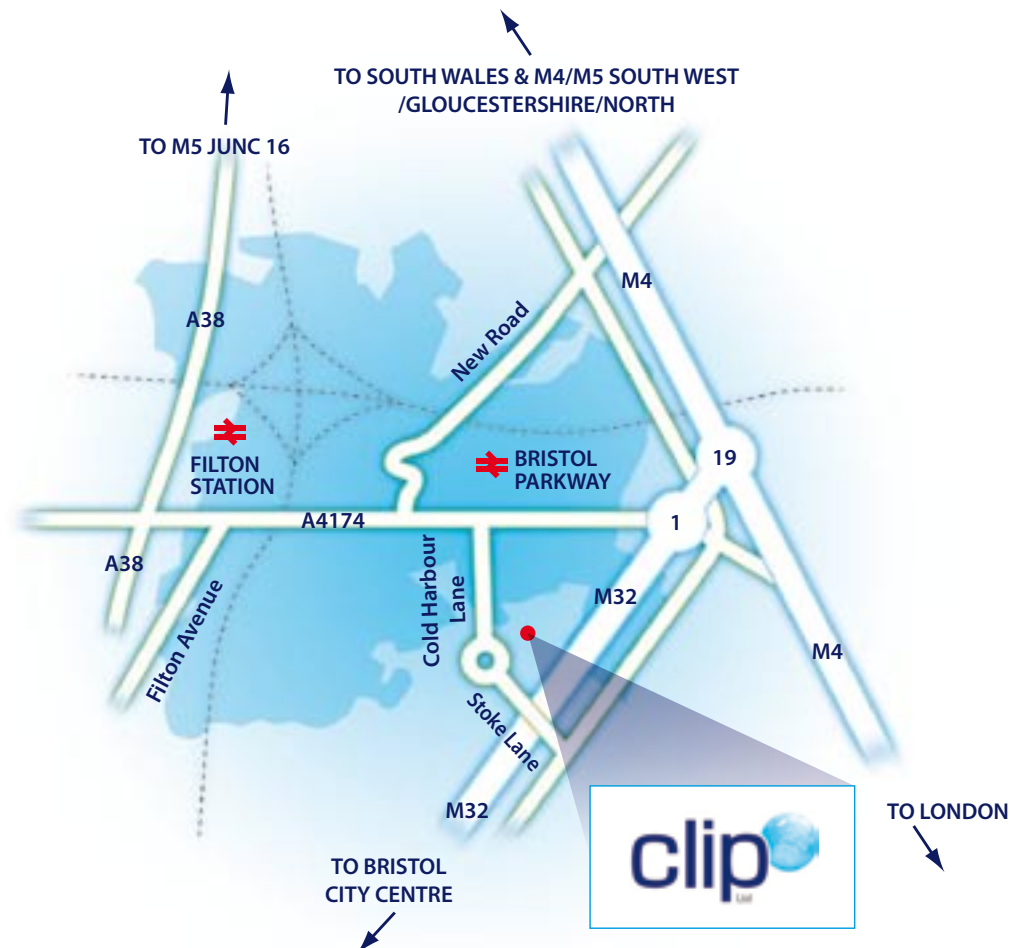 TO SOUTH WALES & M4/M5 SOUTH WEST
/GLOUCESTERSHIRE/NORTH
TO M5 JUNC 16
M4
A38
New Road
FILTON
STATION
BRISTOL
PARKWAY
19
A4174
1
A38
Cold Harbour
Lane
M32
Filton Avenue
M4
Stoke Lane
M32
TO LONDON
clip
Ltd
TO BRISTOL
CITY CENTRE